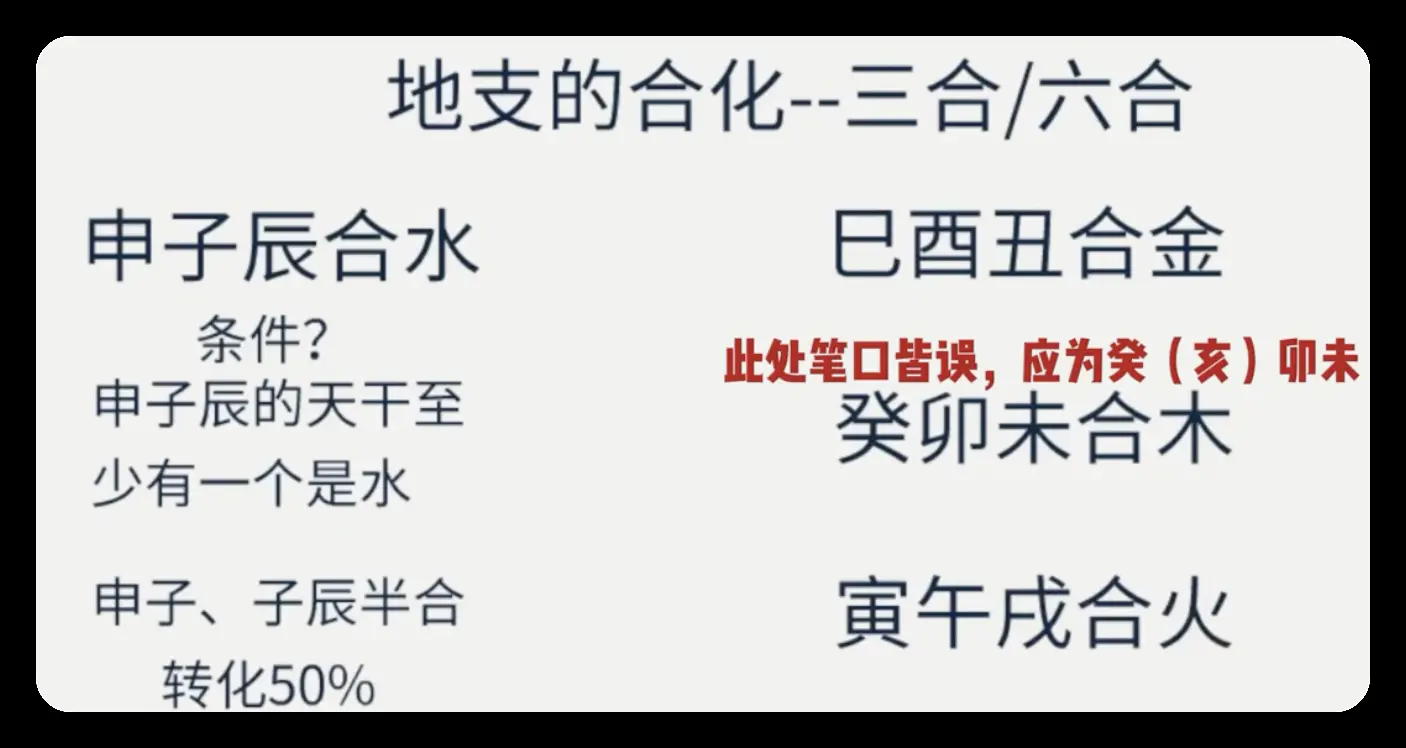 地支的合化--三合/六合
申子辰合水
条件？
申子辰的天干至
少有一个是水
申子、子辰半合
转化50%
巳酉丑合金
此处笔口皆误，应为癸（亥）卯未
癸卯未合木
寅午戌合火